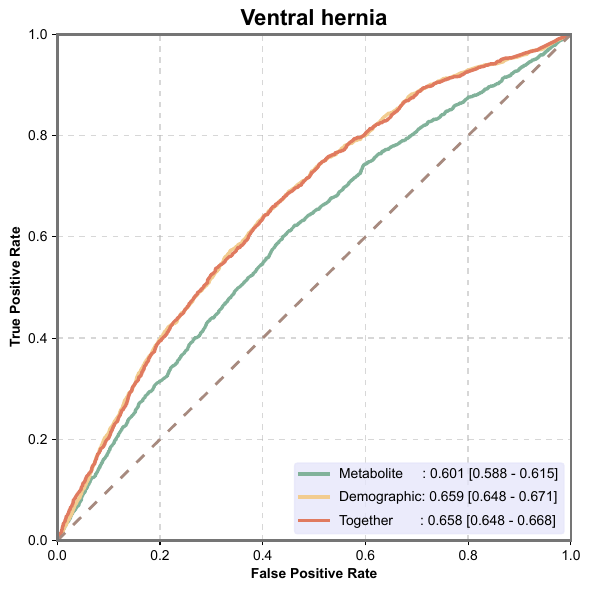 Ventral hernia
1.0
0.8
0.6
0.4
0.2
0.0
True Positive Rate
Metabolite : 0.601 [0.588 - 0.615]
Demographic: 0.659 [0.648 - 0.671]
Together : 0.658 [0.648 - 0.668]
0.0 0.2 0.4 0.6 0.8 1.0
False Positive Rate